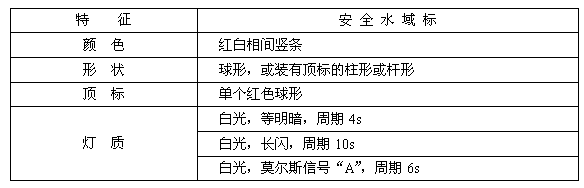 特 征 安 全 水 域 标
颜 色 红白相间竖条
形 状 球形，或装有顶标的柱形或杆形
顶 标 单个红色球形
白光，等明暗，周期 4s
灯 质 白光，长闪，周期 10s
白光，莫尔斯信号“A”，周期 6s